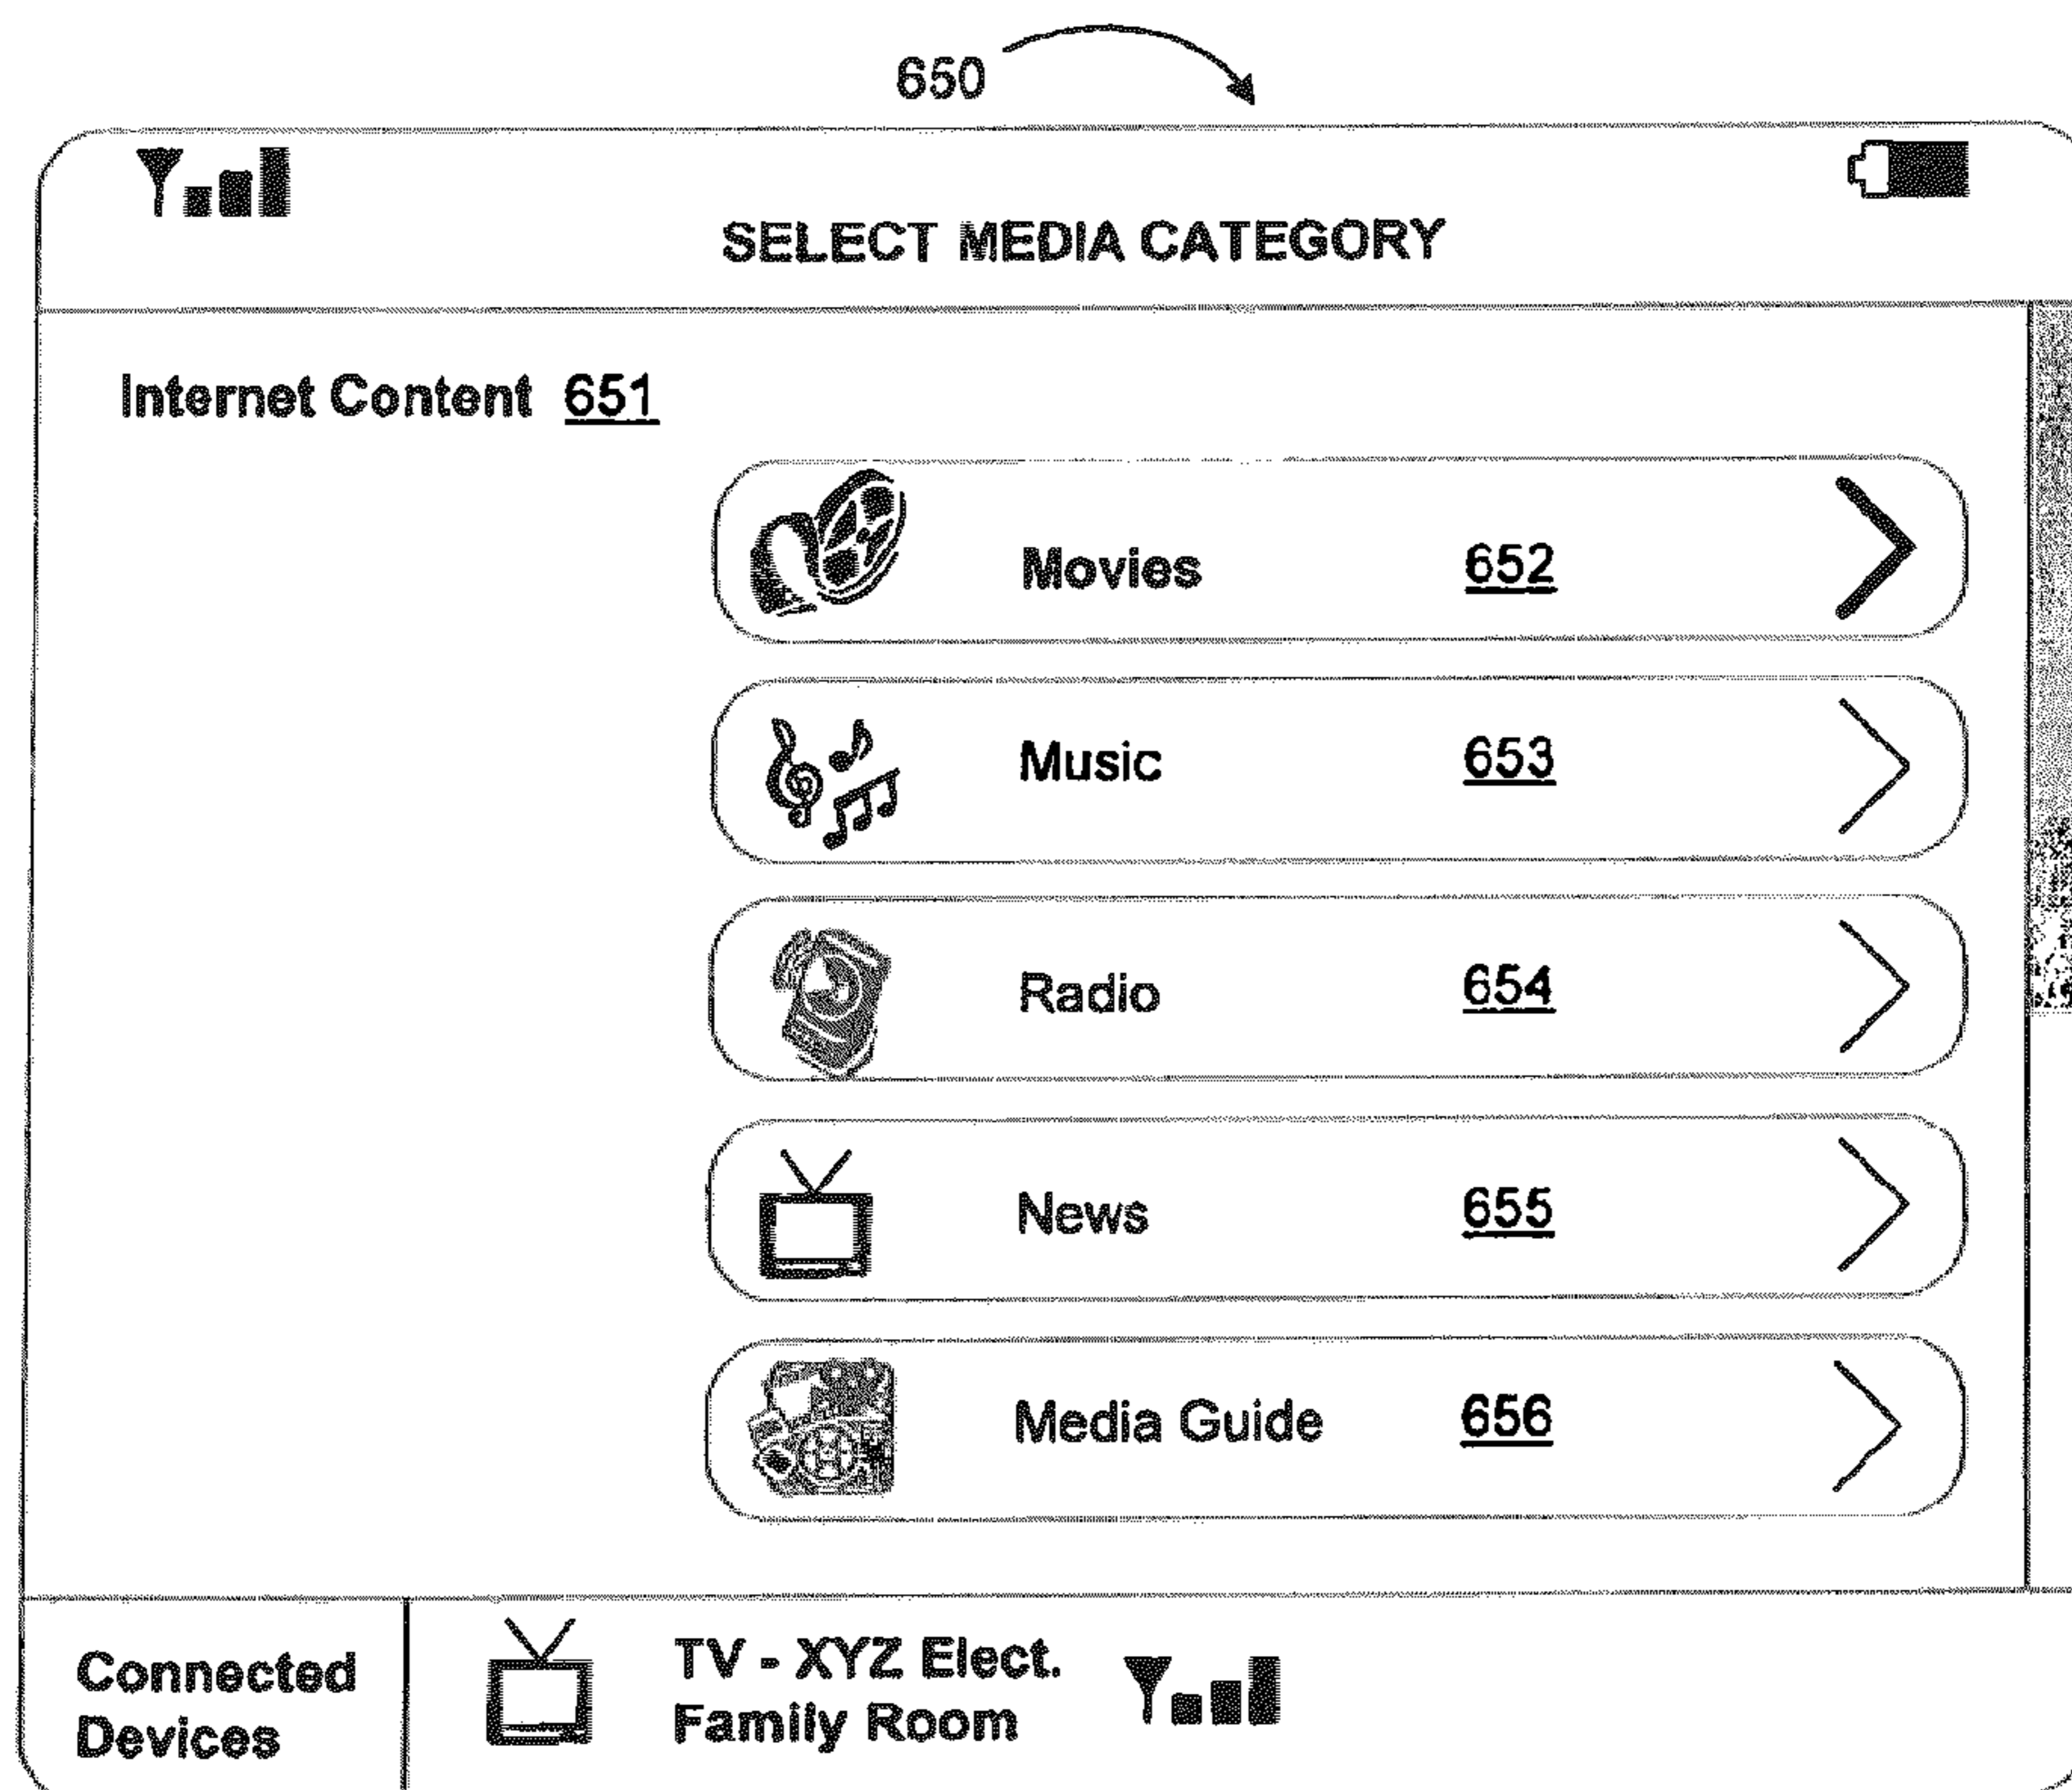 650
SELECT MEDIA CATEGORY
Internet Content 651
Movies 652
Music 653
Radio 654
News 655
Media Guide 656
Connected
Devices
TV - XYZ Elect.
Family Room